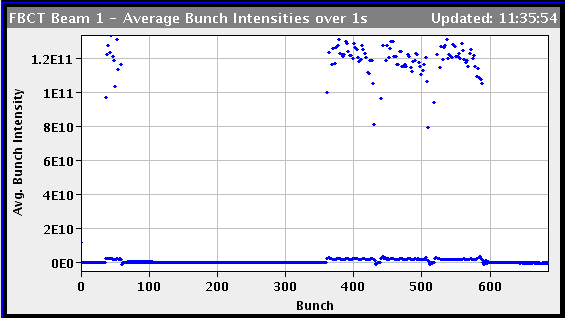 FBCT Beam 1 - Average Bunch Intensities over 1s Updated: 11:35:54
Avg. Bunch Intensity
1.2E11
1E11
8E10
6E10
4E10
2E10
0E0
0 100 200 300 400 500 600
Bunch